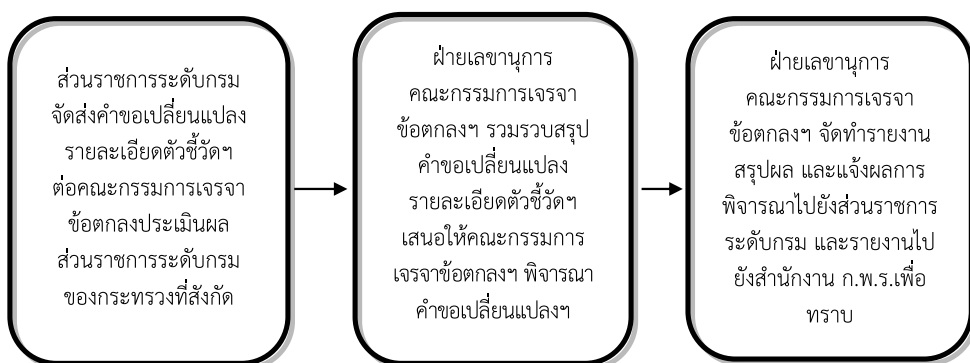 ส่วนราชการระดับกรม
จัดส่งคำขอเปลี่ยนแปลง
รายละเอียดตัวชี้วัดฯ
ต่อคณะกรรมการเจรจา
ข้อตกลงประเมินผล
ส่วนราชการระดับกรม
ของกระทรวงที่สังกัด
ฝ่ายเลขานุการ
คณะกรรมการเจรจา
ข้อตกลงฯ รวมรวบสรุป
คำขอเปลี่ยนแปลง
รายละเอียดตัวชี้วัดฯ
เสนอให้คณะกรรมการ
เจรจาข้อตกลงฯ พิจารณา
คำขอเปลี่ยนแปลงฯ
ฝ่ายเลขานุการ
คณะกรรมการเจรจา
ข้อตกลงฯ จัดทำรายงาน
สรุปผล และแจ้งผลการ
พิจารณาไปยังส่วนราชการ
ระดับกรม และรายงานไป
ยังสำนักงาน ก.พ.ร.เพื่อ
ทราบ